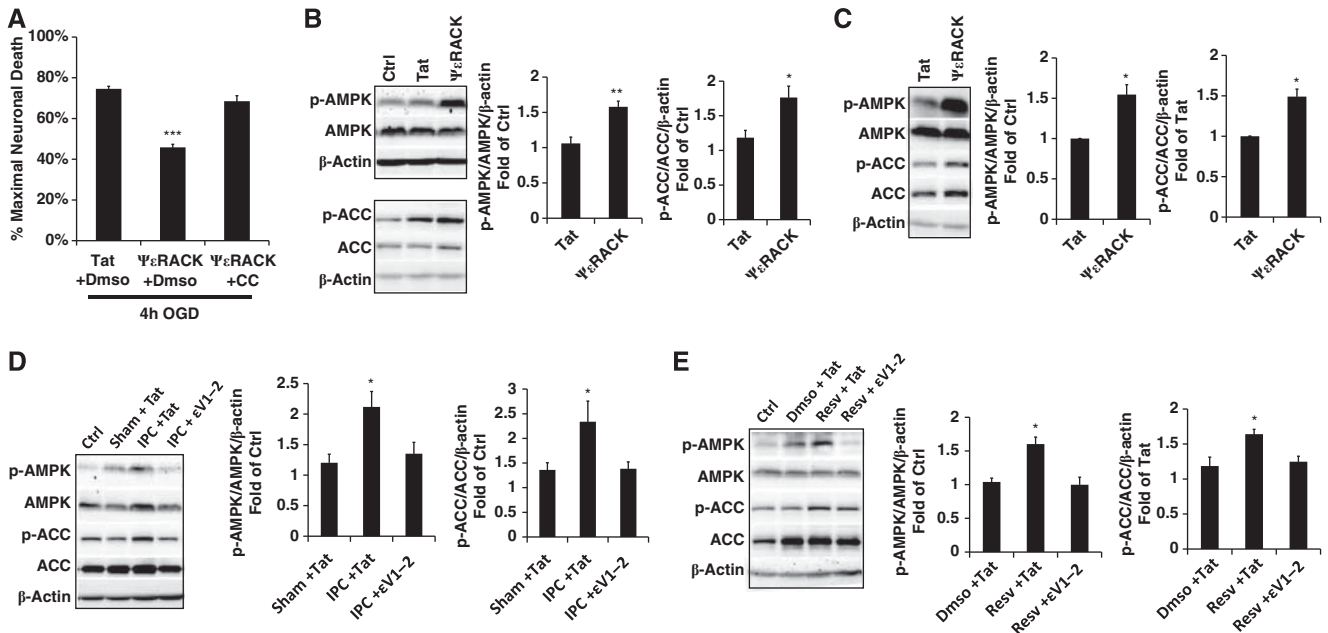 A
% Maximal Neuronal Death
100%
80%
60%
40%
20%
0%
***
Tat
+Dmso
ΨεRACK
+Dmso
ΨεRACK
+CC
4h OGD
B
Ctrl
Tat
ΨεRACK
p-AMPK
AMPK
β-Actin
p-ACC
ACC
β-Actin
p-AMPK/AMPK/β-actin
Fold of Ctrl
2
1.5
1
0.5
0
**
Tat
ΨεRACK
p-ACC/ACC/β-actin
Fold of Ctrl
2
1.5
1
0.5
0
*
Tat
ΨεRACK
C
Tat
ΨεRACK
p-AMPK
AMPK
p-ACC
ACC
β-Actin
p-AMPK/AMPK/β-actin
Fold of Ctrl
2
1.5
1
0.5
0
*
Tat
ΨεRACK
p-ACC/ACC/β-actin
Fold of Tat
2
1.5
1
0.5
0
*
Tat
ΨεRACK
D
Ctrl
Sham + Tat
IPC +Tat
IPC + εV1–2
p-AMPK
AMPK
p-ACC
ACC
β-Actin
p-AMPK/AMPK/β-actin
Fold of Ctrl
2.5
2
1.5
1
0.5
0
*
Sham +Tat
IPC +Tat
IPC +εV1–2
p-ACC/ACC/β-actin
Fold of Ctrl
3
2.5
2
1.5
1
0.5
0
*
Sham +Tat
IPC +Tat
IPC +εV1–2
E
Ctrl
Dmso + Tat
Resv + Tat
Resv + εV1–2
p-AMPK
AMPK
p-ACC
ACC
β-Actin
p-AMPK/AMPK/β-actin
Fold of Ctrl
2
1.5
1
0.5
0
*
Dmso +Tat
Resv +Tat
Resv +εV1–2
p-ACC/ACC/β-actin
Fold of Tat
2
1.5
1
0.5
0
*
Dmso +Tat
Resv +Tat
Resv +εV1–2